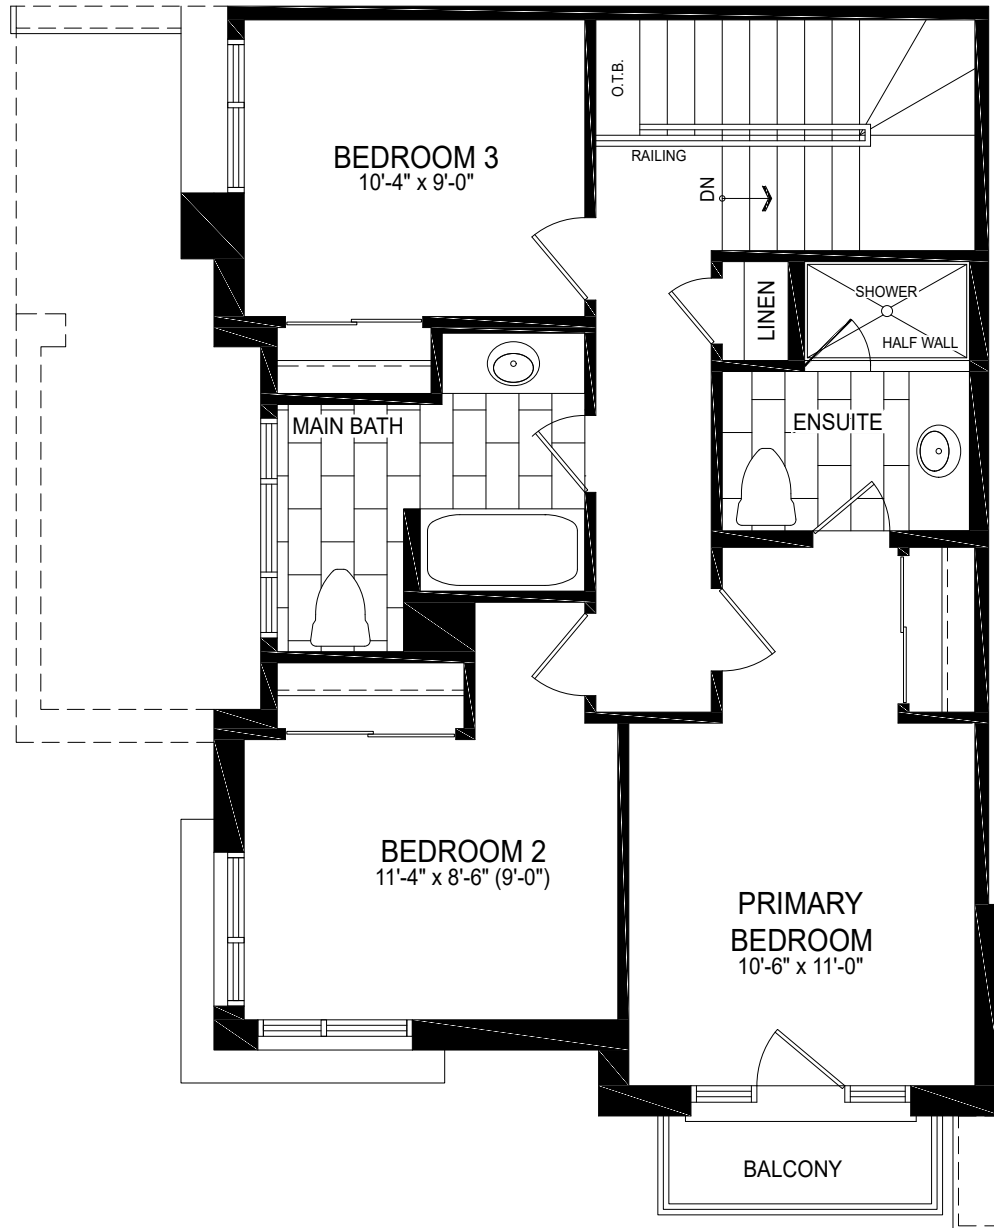 O.T.B.
BEDROOM 3
10'-4" x 9'-0"
RAILING
DN
LINEN
SHOWER
HALF WALL
MAIN BATH
ENSUITE
BEDROOM 2
11'-4" x 8'-6" (9'-0")
PRIMARY
BEDROOM
10'-6" x 11'-0"
BALCONY